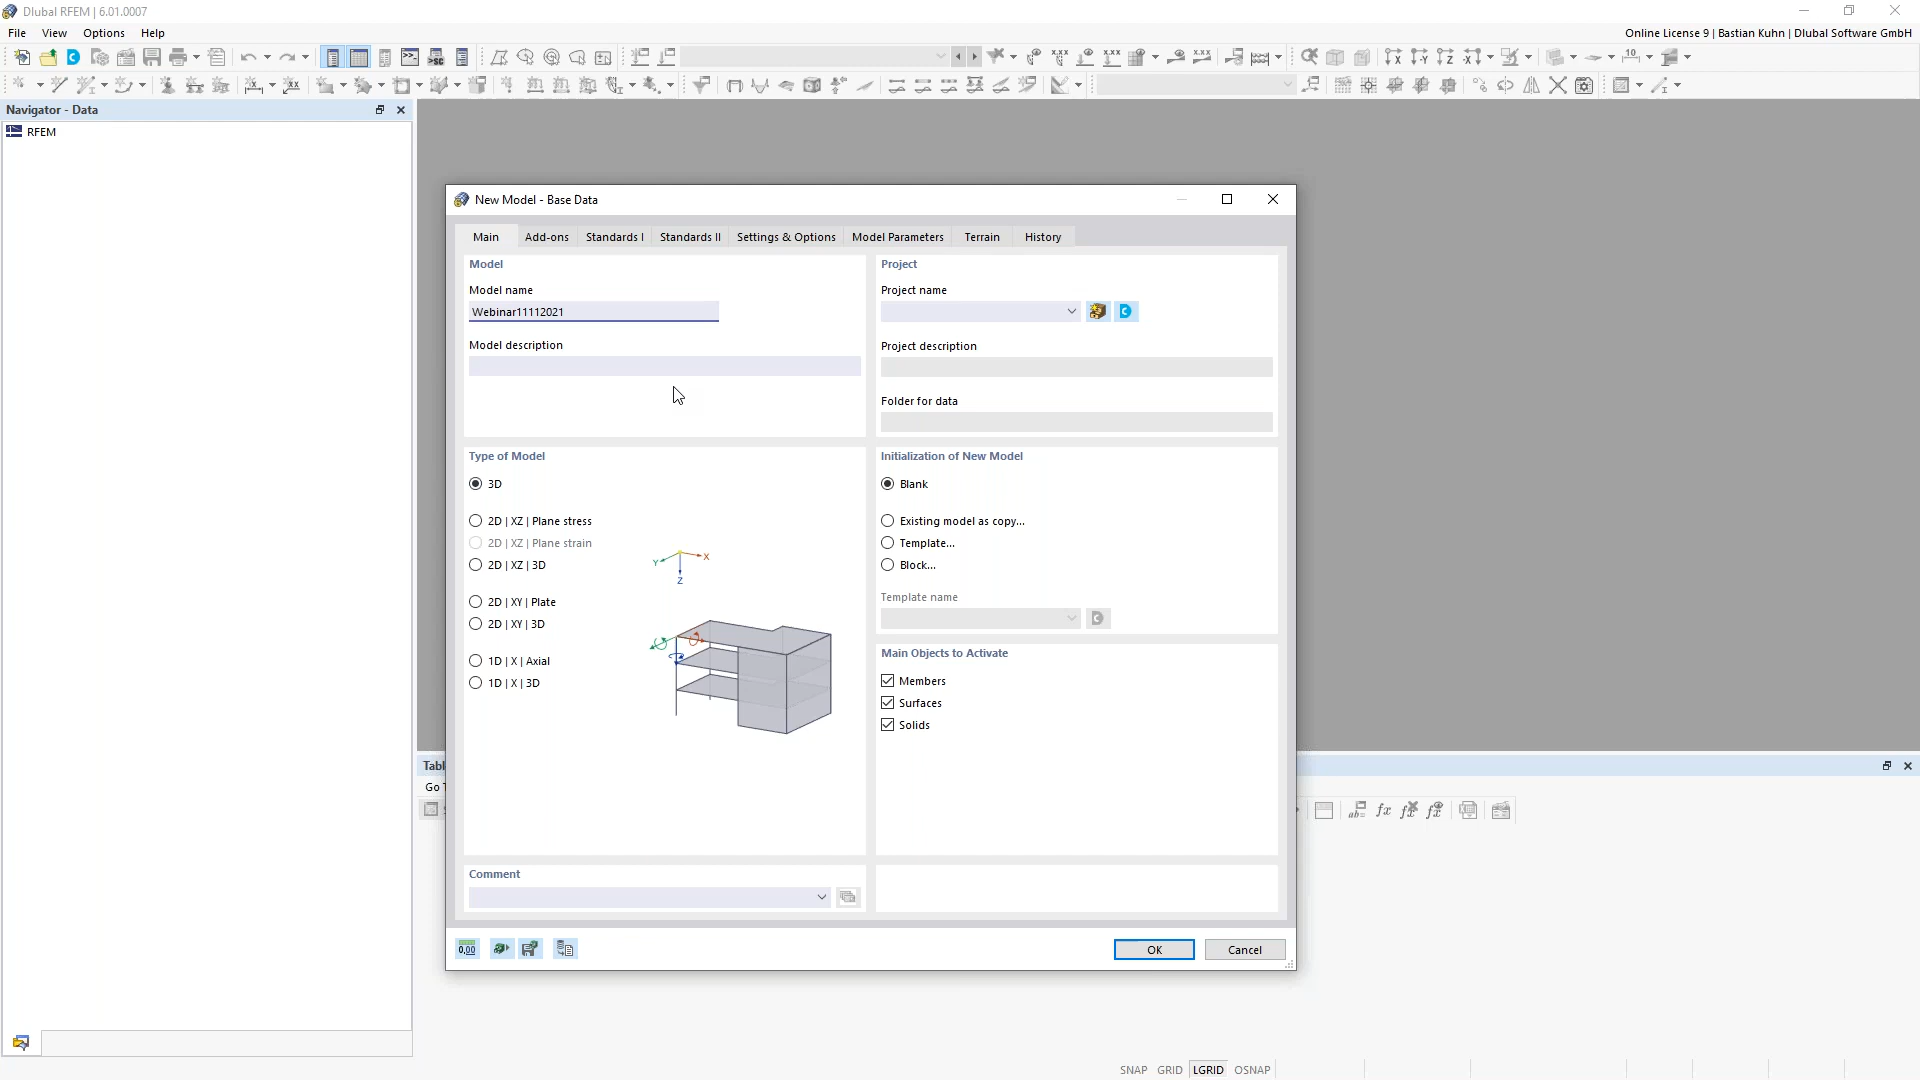 Dlubal RFEM | 6.01.0007
File View Options Help
Online License 9 | Bastian Kuhn | Dlubal Software GmbH
Navigator - Data
RFEM
New Model - Base Data
Main Add-ons Standards I Standards II Settings & Options Model Parameters Terrain History
Model
Model name
Webinar11112021
Model description
Project
Project name
Project description
Folder for data
Type of Model
3D
2D | XZ | Plane stress
2D | XZ | Plane strain
2D | XZ | 3D
2D | XY | Plate
2D | XY | 3D
1D | X | Axial
1D | X | 3D
X
Y
Z
Initialization of New Model
Blank
Existing model as copy...
Template...
Block...
Template name
Main Objects to Activate
Members
Surfaces
Solids
Comment
OK Cancel
Tabl
Go T
SNAP GRID LGRID OSNAP